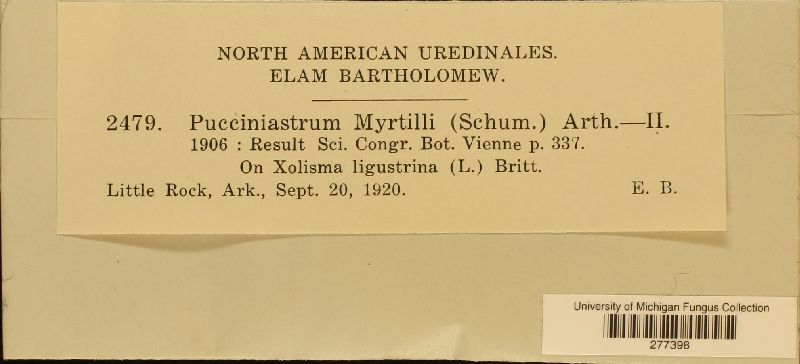 NORTH AMERICAN UREDINALES.
ELAM BARTHOLOMEW.
2479. Pucciniastrum Myrtilli (Schum.) Arth.—II.
1906 : Result Sci. Congr. Bot. Vienne p. 337.
On Xolisma ligustrina (L.) Britt.
Little Rock, Ark., Sept. 20, 1920. E. B.
5
University of Michigan Fungus Collection
277398